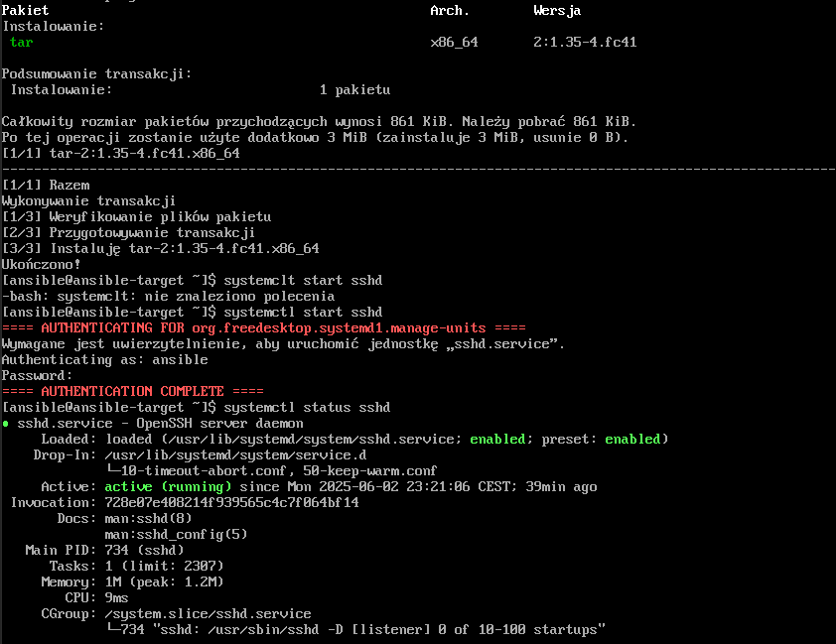 Pakiet Arch. Wersja
Instalowanie:
tar x86_64 2:1.35-4.fc41
Podsumowanie transakcji:
Instalowanie: 1 pakietu
Całkowity rozmiar pakietów przychodzących wynosi 861 KiB. Należy pobrać 861 KiB.
Po tej operacji zostanie użyte dodatkowo 3 MiB (zainstaluje 3 MiB, usunie 0 B).
[1/1] tar-2:1.35-4.fc41.x86_64
--------------------------------------------------------------------------------------------------------
[1/1] Razem
Wykonywanie transakcji
[1/3] Weryfikowanie plików pakietu
[2/3] Przygotowywanie transakcji
[3/3] Instaluję tar-2:1.35-4.fc41.x86_64
Ukończono!
[ansible@ansible-target ~]$ systemclt start sshd
-bash: systemclt: nie znaleziono polecenia
[ansible@ansible-target ~]$ systemctl start sshd
==== AUTHENTICATING FOR org.freedesktop.systemd1.manage-units ====
Wymagane jest uwierzytelnienie, aby uruchomić jednostkę „sshd.service”.
Authenticating as: ansible
Password:
==== AUTHENTICATION COMPLETE ====
[ansible@ansible-target ~]$ systemctl status sshd
● sshd.service - OpenSSH server daemon
Loaded: loaded (/usr/lib/systemd/system/sshd.service; enabled; preset: enabled)
Drop-In: /usr/lib/systemd/system/service.d
└─10-timeout-abort.conf, 50-keep-warm.conf
Active: active (running) since Mon 2025-06-02 23:21:06 CEST; 39min ago
Invocation: 728e07e408214f939565c4c7f064bf14
Docs: man:sshd(8)
man:sshd_config(5)
Main PID: 734 (sshd)
Tasks: 1 (limit: 2307)
Memory: 1M (peak: 1.2M)
CPU: 9ms
CGroup: /system.slice/sshd.service
└─734 "sshd: /usr/sbin/sshd -D [listener] 0 of 10-100 startups"